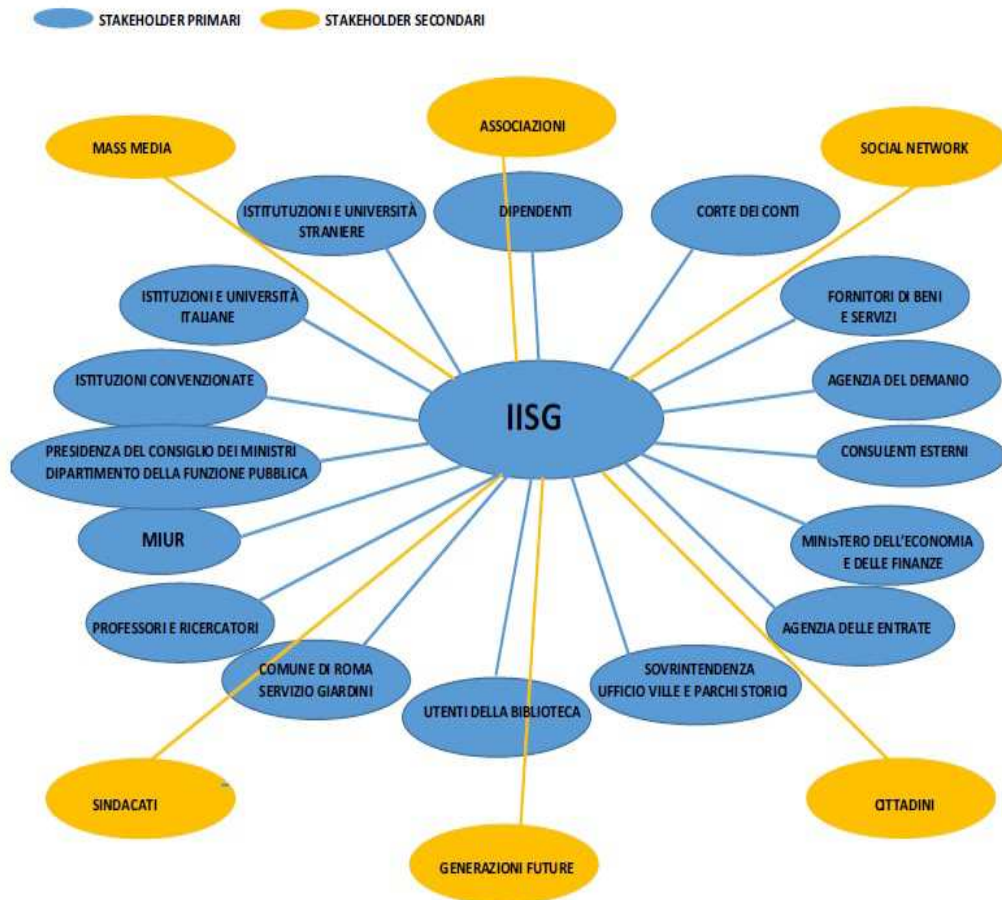 STAKEHOLDER PRIMARI
STAKEHOLDER SECONDARI
ASSOCIAZIONI
MASS MEDIA
SOCIAL NETWORK
ISTITUTUZIONI E UNIVERSITÀ
STRANIERE
DIPENDENTI
CORTE DEI CONTI
ISTITUZIONI E UNIVERSITÀ
ITALIANE
FORNITORI DI BENI
E SERVIZI
ISTITUZIONI CONVENZIONATE
AGENZIA DEL DEMANIO
IISG
PRESIDENZA DEL CONSIGLIO DEI MINISTRI
DIPARTIMENTO DELLA FUNZIONE PUBBLICA
CONSULENTI ESTERNI
MIUR
MINISTERO DELL'ECONOMIA
E DELLE FINANZE
PROFESSORI E RICERCATORI
AGENZIA DELLE ENTRATE
COMUNE DI ROMA
SERVIZIO GIARDINI
SOVRINTENDENZA
UFFICIO VILLE E PARCHI STORICI
UTENTI DELLA BIBLIOTECA
SINDACATI
CITTADINI
GENERAZIONI FUTURE